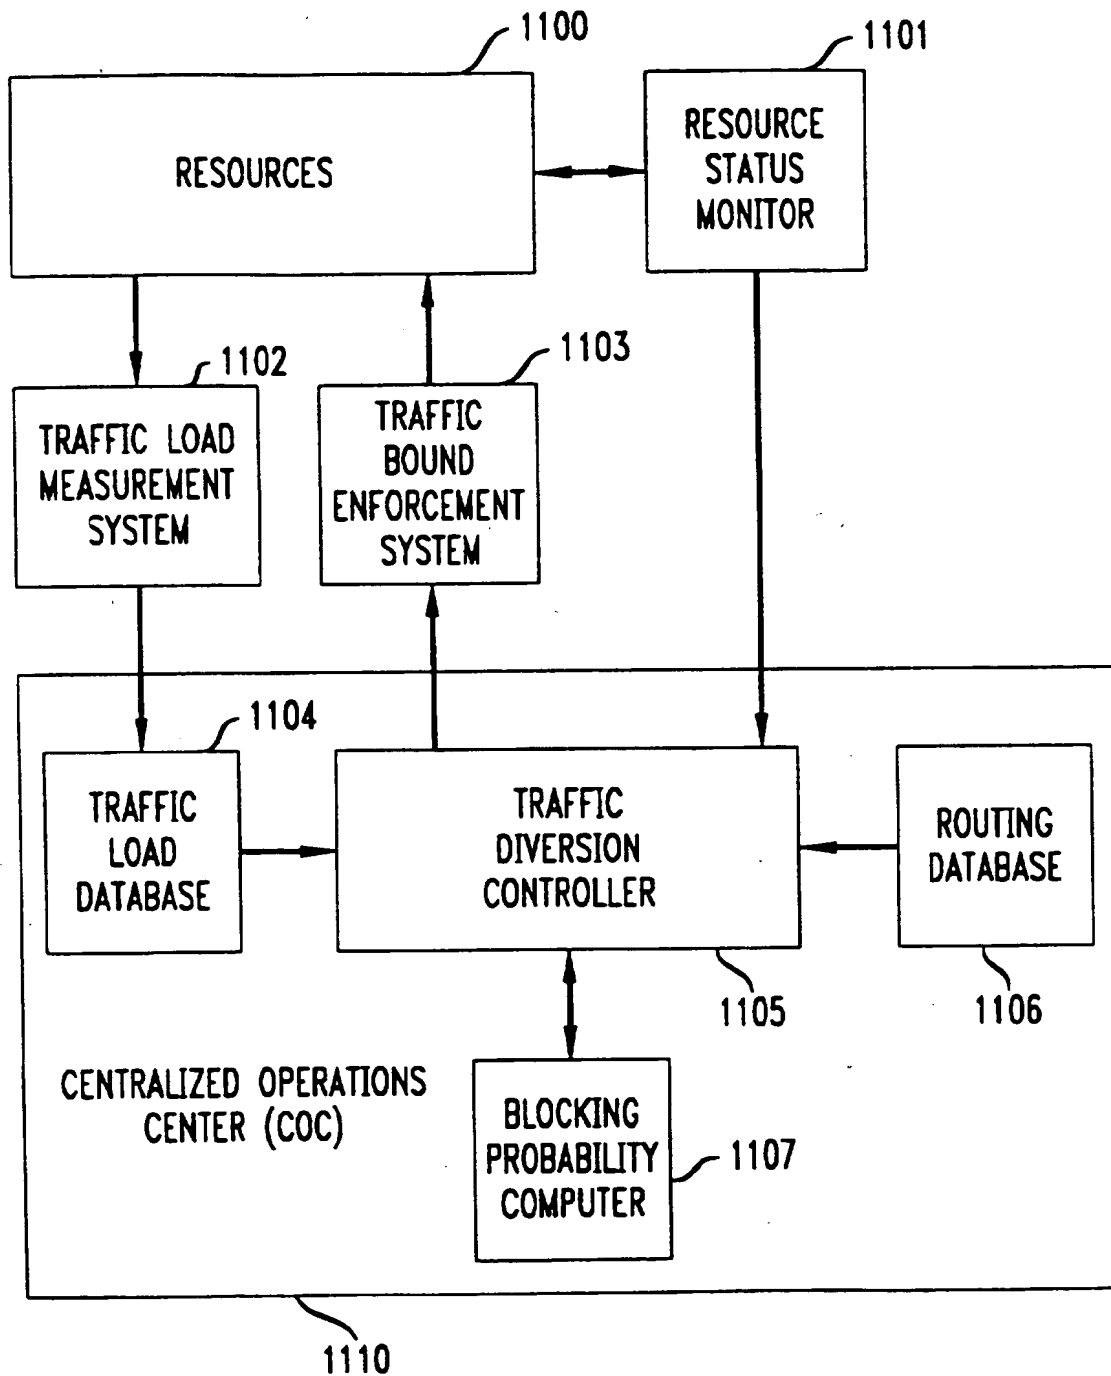 1100
1101
RESOURCES
RESOURCE
STATUS
MONITOR
1102
1103
TRAFFIC LOAD
MEASUREMENT
SYSTEM
TRAFFIC
BOUND
ENFORCEMENT
SYSTEM
1104
TRAFFIC
LOAD
DATABASE
TRAFFIC
DIVERSION
CONTROLLER
ROUTING
DATABASE
1105
1106
CENTRALIZED OPERATIONS
CENTER (COC)
BLOCKING
PROBABILITY
COMPUTER
1107
1110